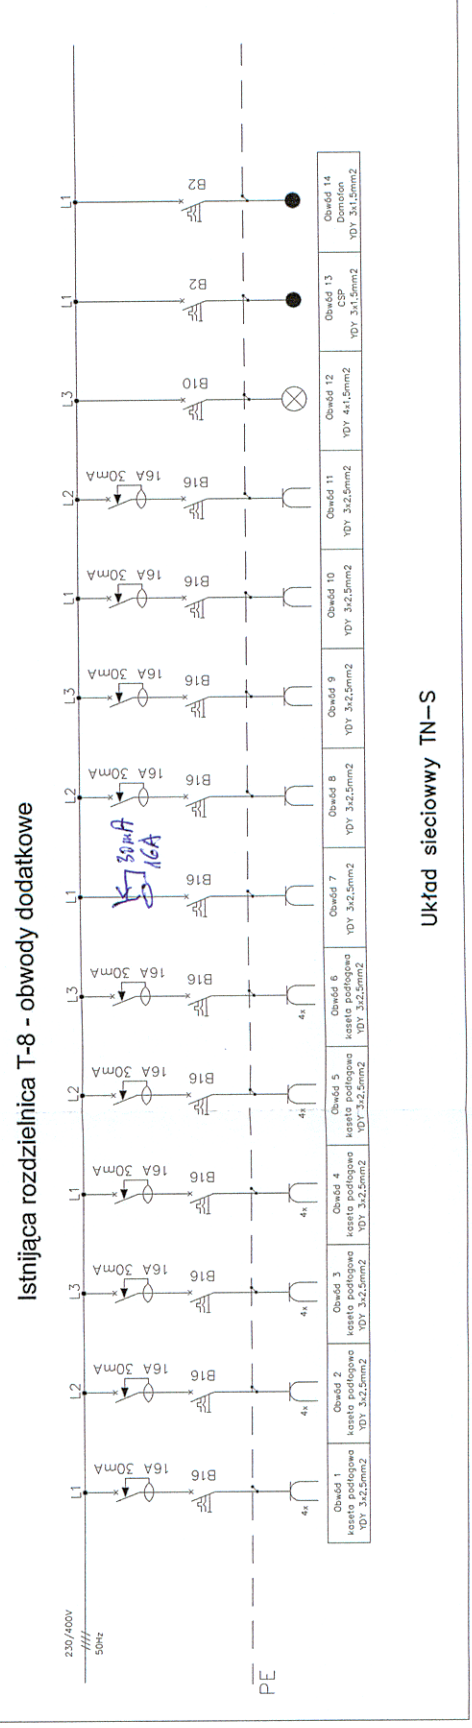 Istnijąca rozdzielnica T-8 - obwody dodatkowe
230/400V
50Hz
PE
L1
16A 30mA
B16
4x
Obwód 1
kaseta podłogowa
YDY 3x2,5mm2
L2
16A 30mA
B16
4x
Obwód 2
kaseta podłogowa
YDY 3x2,5mm2
L3
16A 30mA
B16
4x
Obwód 3
kaseta podłogowa
YDY 3x2,5mm2
L1
16A 30mA
B16
4x
Obwód 4
kaseta podłogowa
YDY 3x2,5mm2
L2
16A 30mA
B16
4x
Obwód 5
kaseta podłogowa
YDY 3x2,5mm2
L3
16A 30mA
B16
4x
Obwód 6
kaseta podłogowa
YDY 3x2,5mm2
L1
30mA
16A
B16
Obwód 7
YDY 3x2,5mm2
L2
16A 30mA
B16
Obwód 8
YDY 3x2,5mm2
L3
16A 30mA
B16
Obwód 9
YDY 3x2,5mm2
L1
16A 30mA
B16
Obwód 10
YDY 3x2,5mm2
L2
16A 30mA
B16
Obwód 11
YDY 3x2,5mm2
L3
B10
Obwód 12
YDY 4x1,5mm2
L1
B2
Obwód 13
CSP
YDY 3x1,5mm2
L1
B2
Obwód 14
Domofon
YDY 3x1,5mm2
Układ sieciowwy TN-S